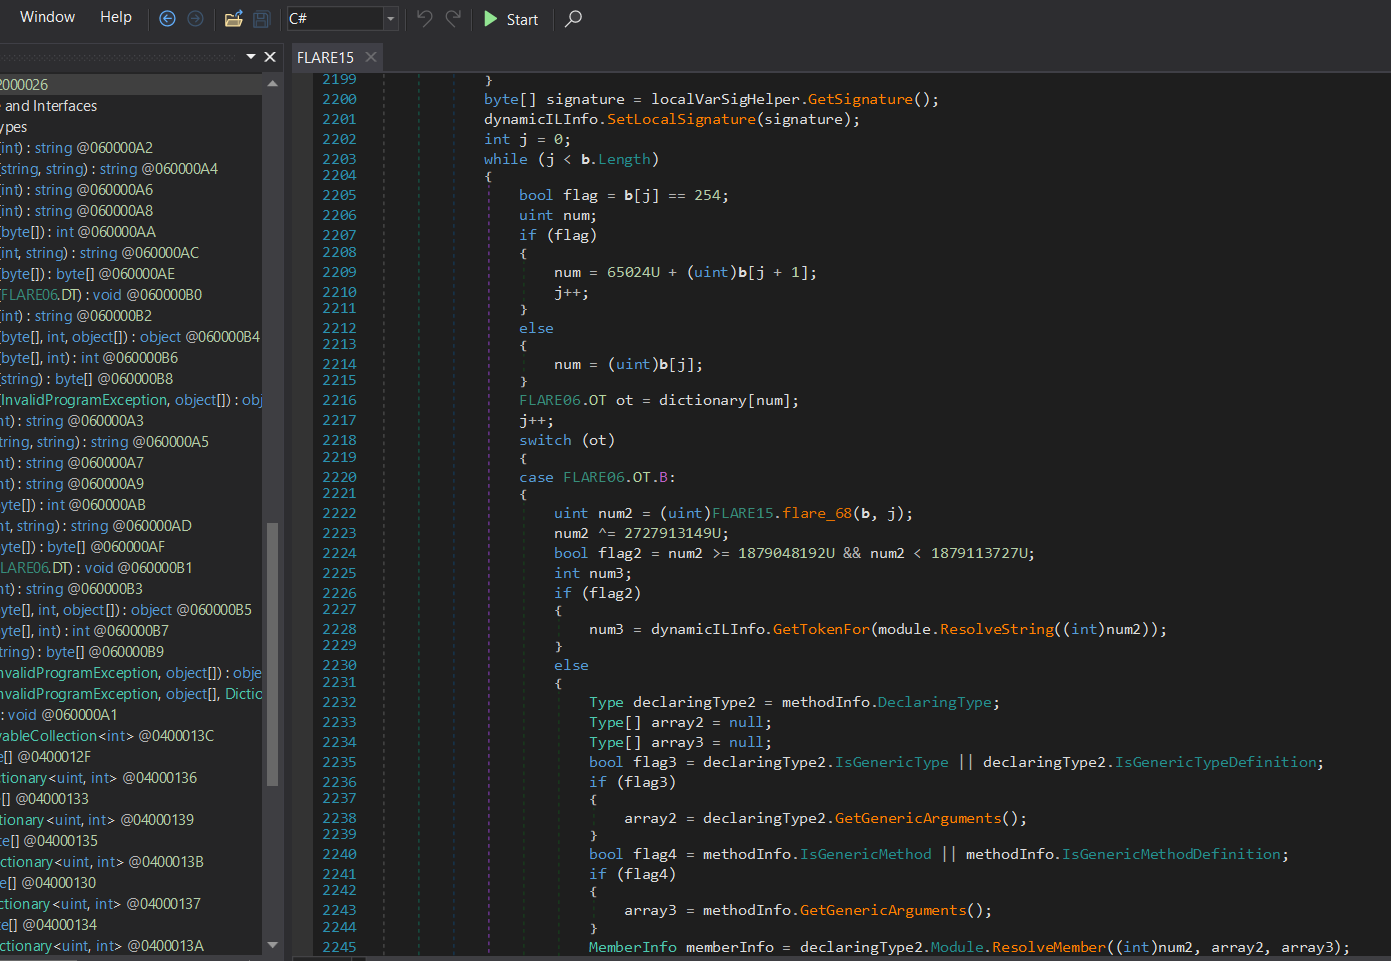 Window Help C# Start
FLARE15
2000026
and Interfaces
ypes
(int) : string @060000A2
(string, string) : string @060000A4
(int) : string @060000A6
(int) : string @060000A8
(byte[]) : int @060000AA
(int, string) : string @060000AC
(byte[]) : byte[] @060000AE
(FLARE06.DT) : void @060000B0
(int) : string @060000B2
(byte[], int, object[]) : object @060000B4
(byte[], int) : int @060000B6
(string) : byte[] @060000B8
(InvalidProgramException, object[]) : obj
nt) : string @060000A3
tring, string) : string @060000A5
nt) : string @060000A7
nt) : string @060000A9
yte[]) : int @060000AB
nt, string) : string @060000AD
yte[]) : byte[] @060000AF
LARE06.DT) : void @060000B1
nt) : string @060000B3
yte[], int, object[]) : object @060000B5
yte[], int) : int @060000B7
tring) : byte[] @060000B9
nvalidProgramException, object[]) : obje
nvalidProgramException, object[], Dictio
: void @060000A1
vableCollection<int> @0400013C
e[] @0400012F
ctionary<uint, int> @04000136
e[] @04000133
ctionary<uint, int> @04000139
te[] @04000135
ctionary<uint, int> @0400013B
e[] @04000130
ctionary<uint, int> @04000137
te[] @04000134
ctionary<uint, int> @0400013A
2199 }
2200 byte[] signature = localVarSigHelper.GetSignature();
2201 dynamicILInfo.SetLocalSignature(signature);
2202 int j = 0;
2203 while (j < b.Length)
2204 {
2205 bool flag = b[j] == 254;
2206 uint num;
2207 if (flag)
2208 {
2209 num = 65024U + (uint)b[j + 1];
2210 j++;
2211 }
2212 else
2213 {
2214 num = (uint)b[j];
2215 }
2216 FLARE06.OT ot = dictionary[num];
2217 j++;
2218 switch (ot)
2219 {
2220 case FLARE06.OT.B:
2221 {
2222 uint num2 = (uint)FLARE15.flare_68(b, j);
2223 num2 ^= 2727913149U;
2224 bool flag2 = num2 >= 1879048192U && num2 < 1879113727U;
2225 int num3;
2226 if (flag2)
2227 {
2228 num3 = dynamicILInfo.GetTokenFor(module.ResolveString((int)num2));
2229 }
2230 else
2231 {
2232 Type declaringType2 = methodInfo.DeclaringType;
2233 Type[] array2 = null;
2234 Type[] array3 = null;
2235 bool flag3 = declaringType2.IsGenericType || declaringType2.IsGenericTypeDefinition;
2236 if (flag3)
2237 {
2238 array2 = declaringType2.GetGenericArguments();
2239 }
2240 bool flag4 = methodInfo.IsGenericMethod || methodInfo.IsGenericMethodDefinition;
2241 if (flag4)
2242 {
2243 array3 = methodInfo.GetGenericArguments();
2244 }
2245 MemberInfo memberInfo = declaringType2.Module.ResolveMember((int)num2, array2, array3);